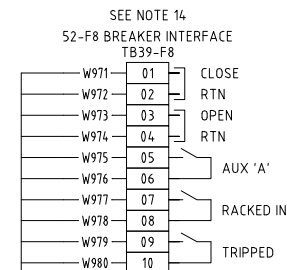 SEE NOTE 14
52-F8 BREAKER INTERFACE
TB39-F8
W971 01 CLOSE
W972 02 RTN
W973 03 OPEN
W974 04 RTN
W975 05
AUX 'A'
W976 06
W977 07
RACKED IN
W978 08
W979 09
TRIPPED
W980 10